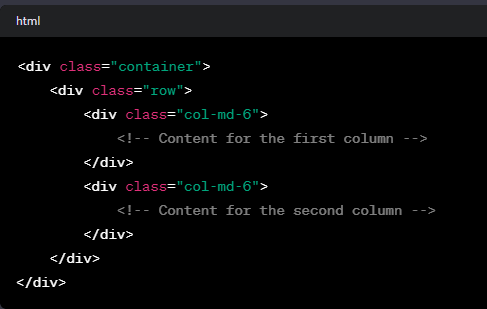 html
<div class="container">
    <div class="row">
        <div class="col-md-6">
            <!-- Content for the first column -->
        </div>
        <div class="col-md-6">
            <!-- Content for the second column -->
        </div>
    </div>
</div>